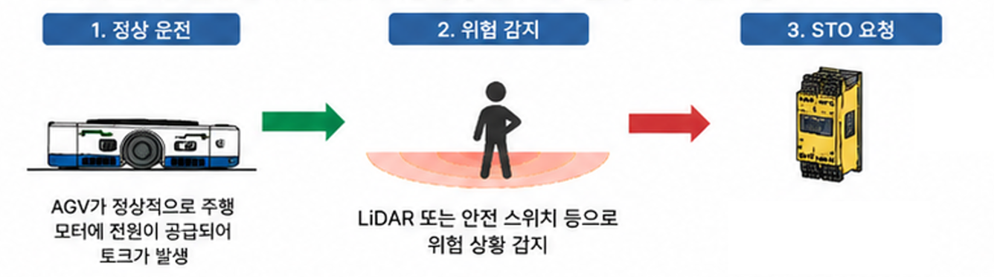 1. 정상 운전
2. 위험 감지
3. STO 요청
AGV가 정상적으로 주행
모터에 전원이 공급되어
토크가 발생
LiDAR 또는 안전 스위치 등으로
위험 상황 감지